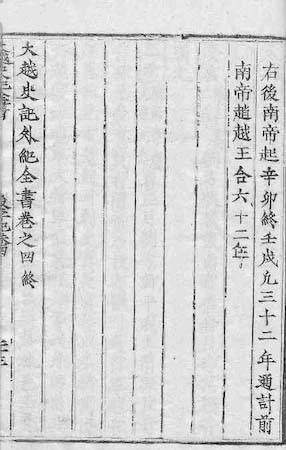 右後南帝起辛卯終壬戌凡三十二年通計前
南帝趙越王合六十二年
大越史記外紀全書卷之四終